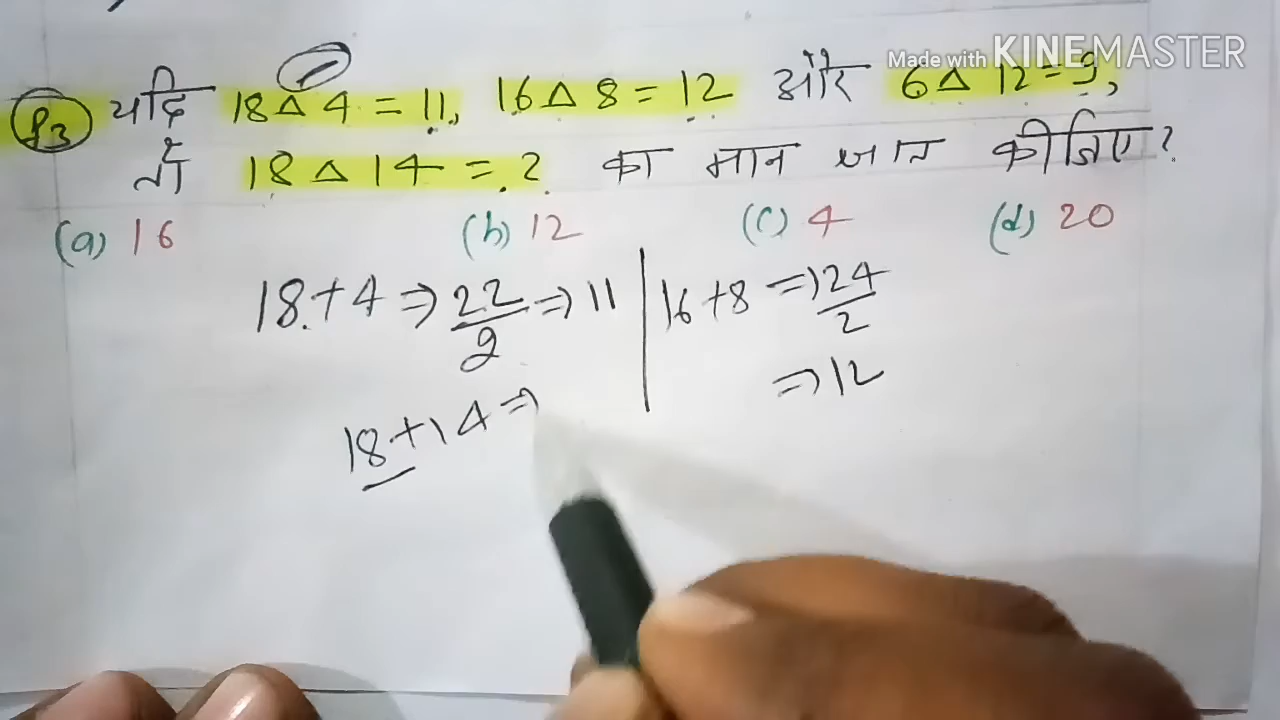 Made with KINEMASTER
P3 यदि 18 Δ 4 = 11, 16 Δ 8 = 12 और 6 Δ 12 = 9,
तो 18 Δ 14 = ? का मान ज्ञात कीजिए?
(a) 16 (b) 12 (c) 4 (d) 20
18 + 4 ⇒ 22/2 ⇒ 11 | 16 + 8 ⇒ 24/2
⇒ 12
18 + 14 ⇒